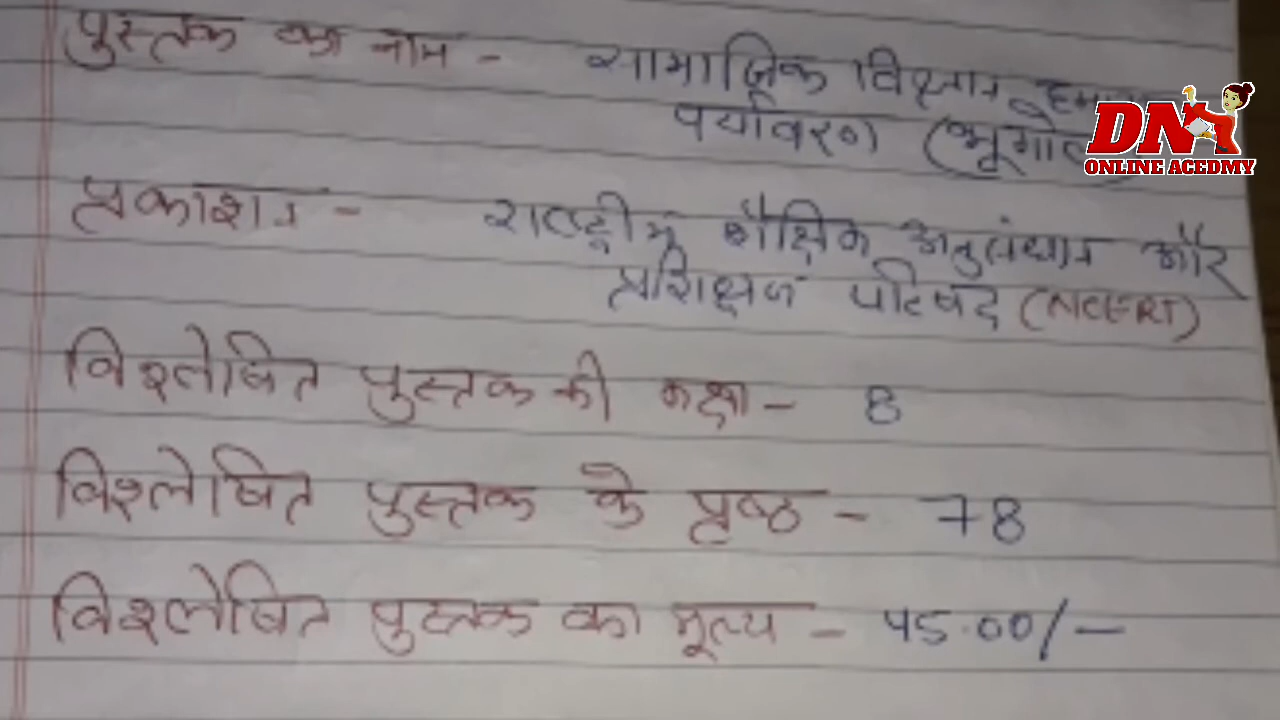 पुस्तक का नाम - सामाजिक विज्ञान
पर्यावरण
प्रकाशन - राष्ट्रीय शैक्षिक अनुसंधान और
प्रशिक्षण परिषद (NCERT)
विश्लेषित पुस्तक की कक्षा - 8
विश्लेषित पुस्तक के पृष्ठ - 78
विश्लेषित पुस्तक का मूल्य - 45.00/-
DN
ONLINE ACEDMY